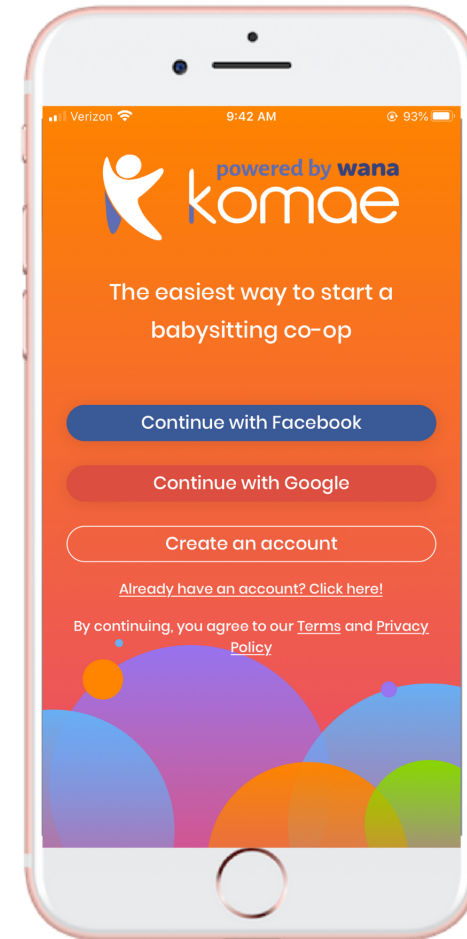 Verizon 9:42 AM 93%
powered by wana
komae
The easiest way to start a
babysitting co-op
Continue with Facebook
Continue with Google
Create an account
Already have an account? Click here!
By continuing, you agree to our Terms and Privacy
Policy